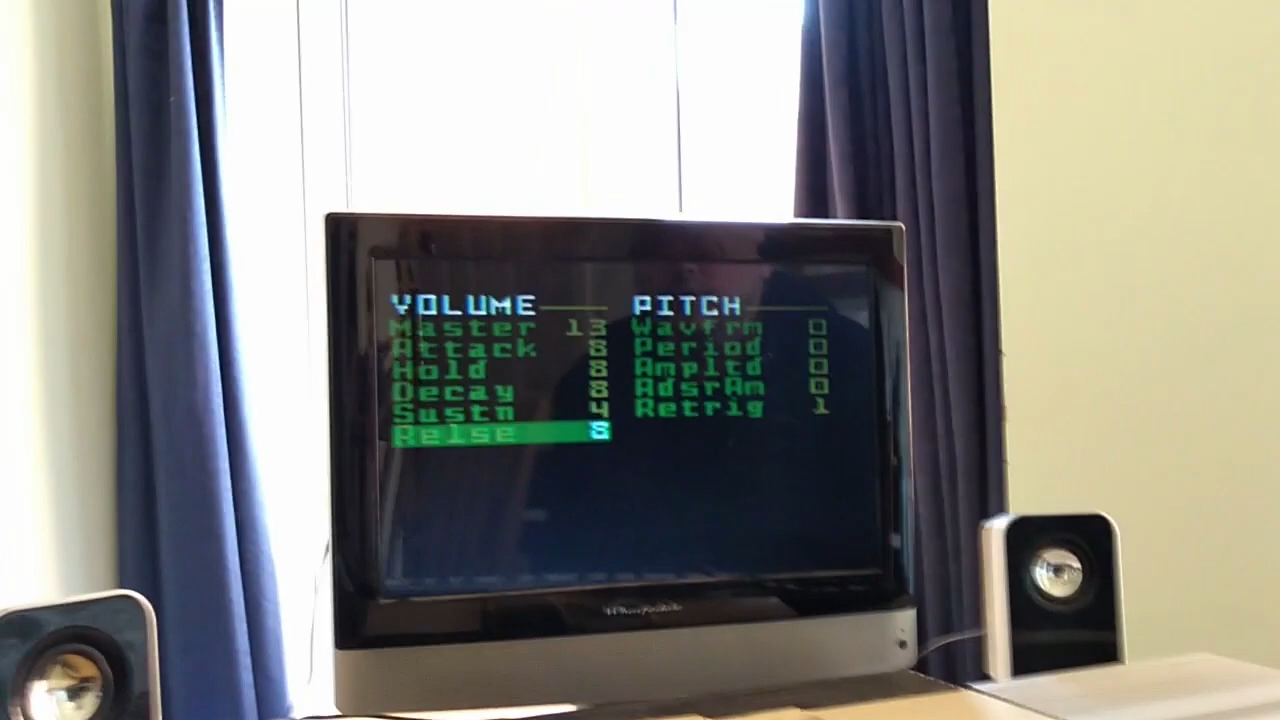 VOLUME
Master 13
Attack 8
Hold 8
Decay 8
Sustn 4
Relse 8
PITCH
Wavfrm 0
Period 0
Ampltd 0
AdsrAm 0
Retrig 1